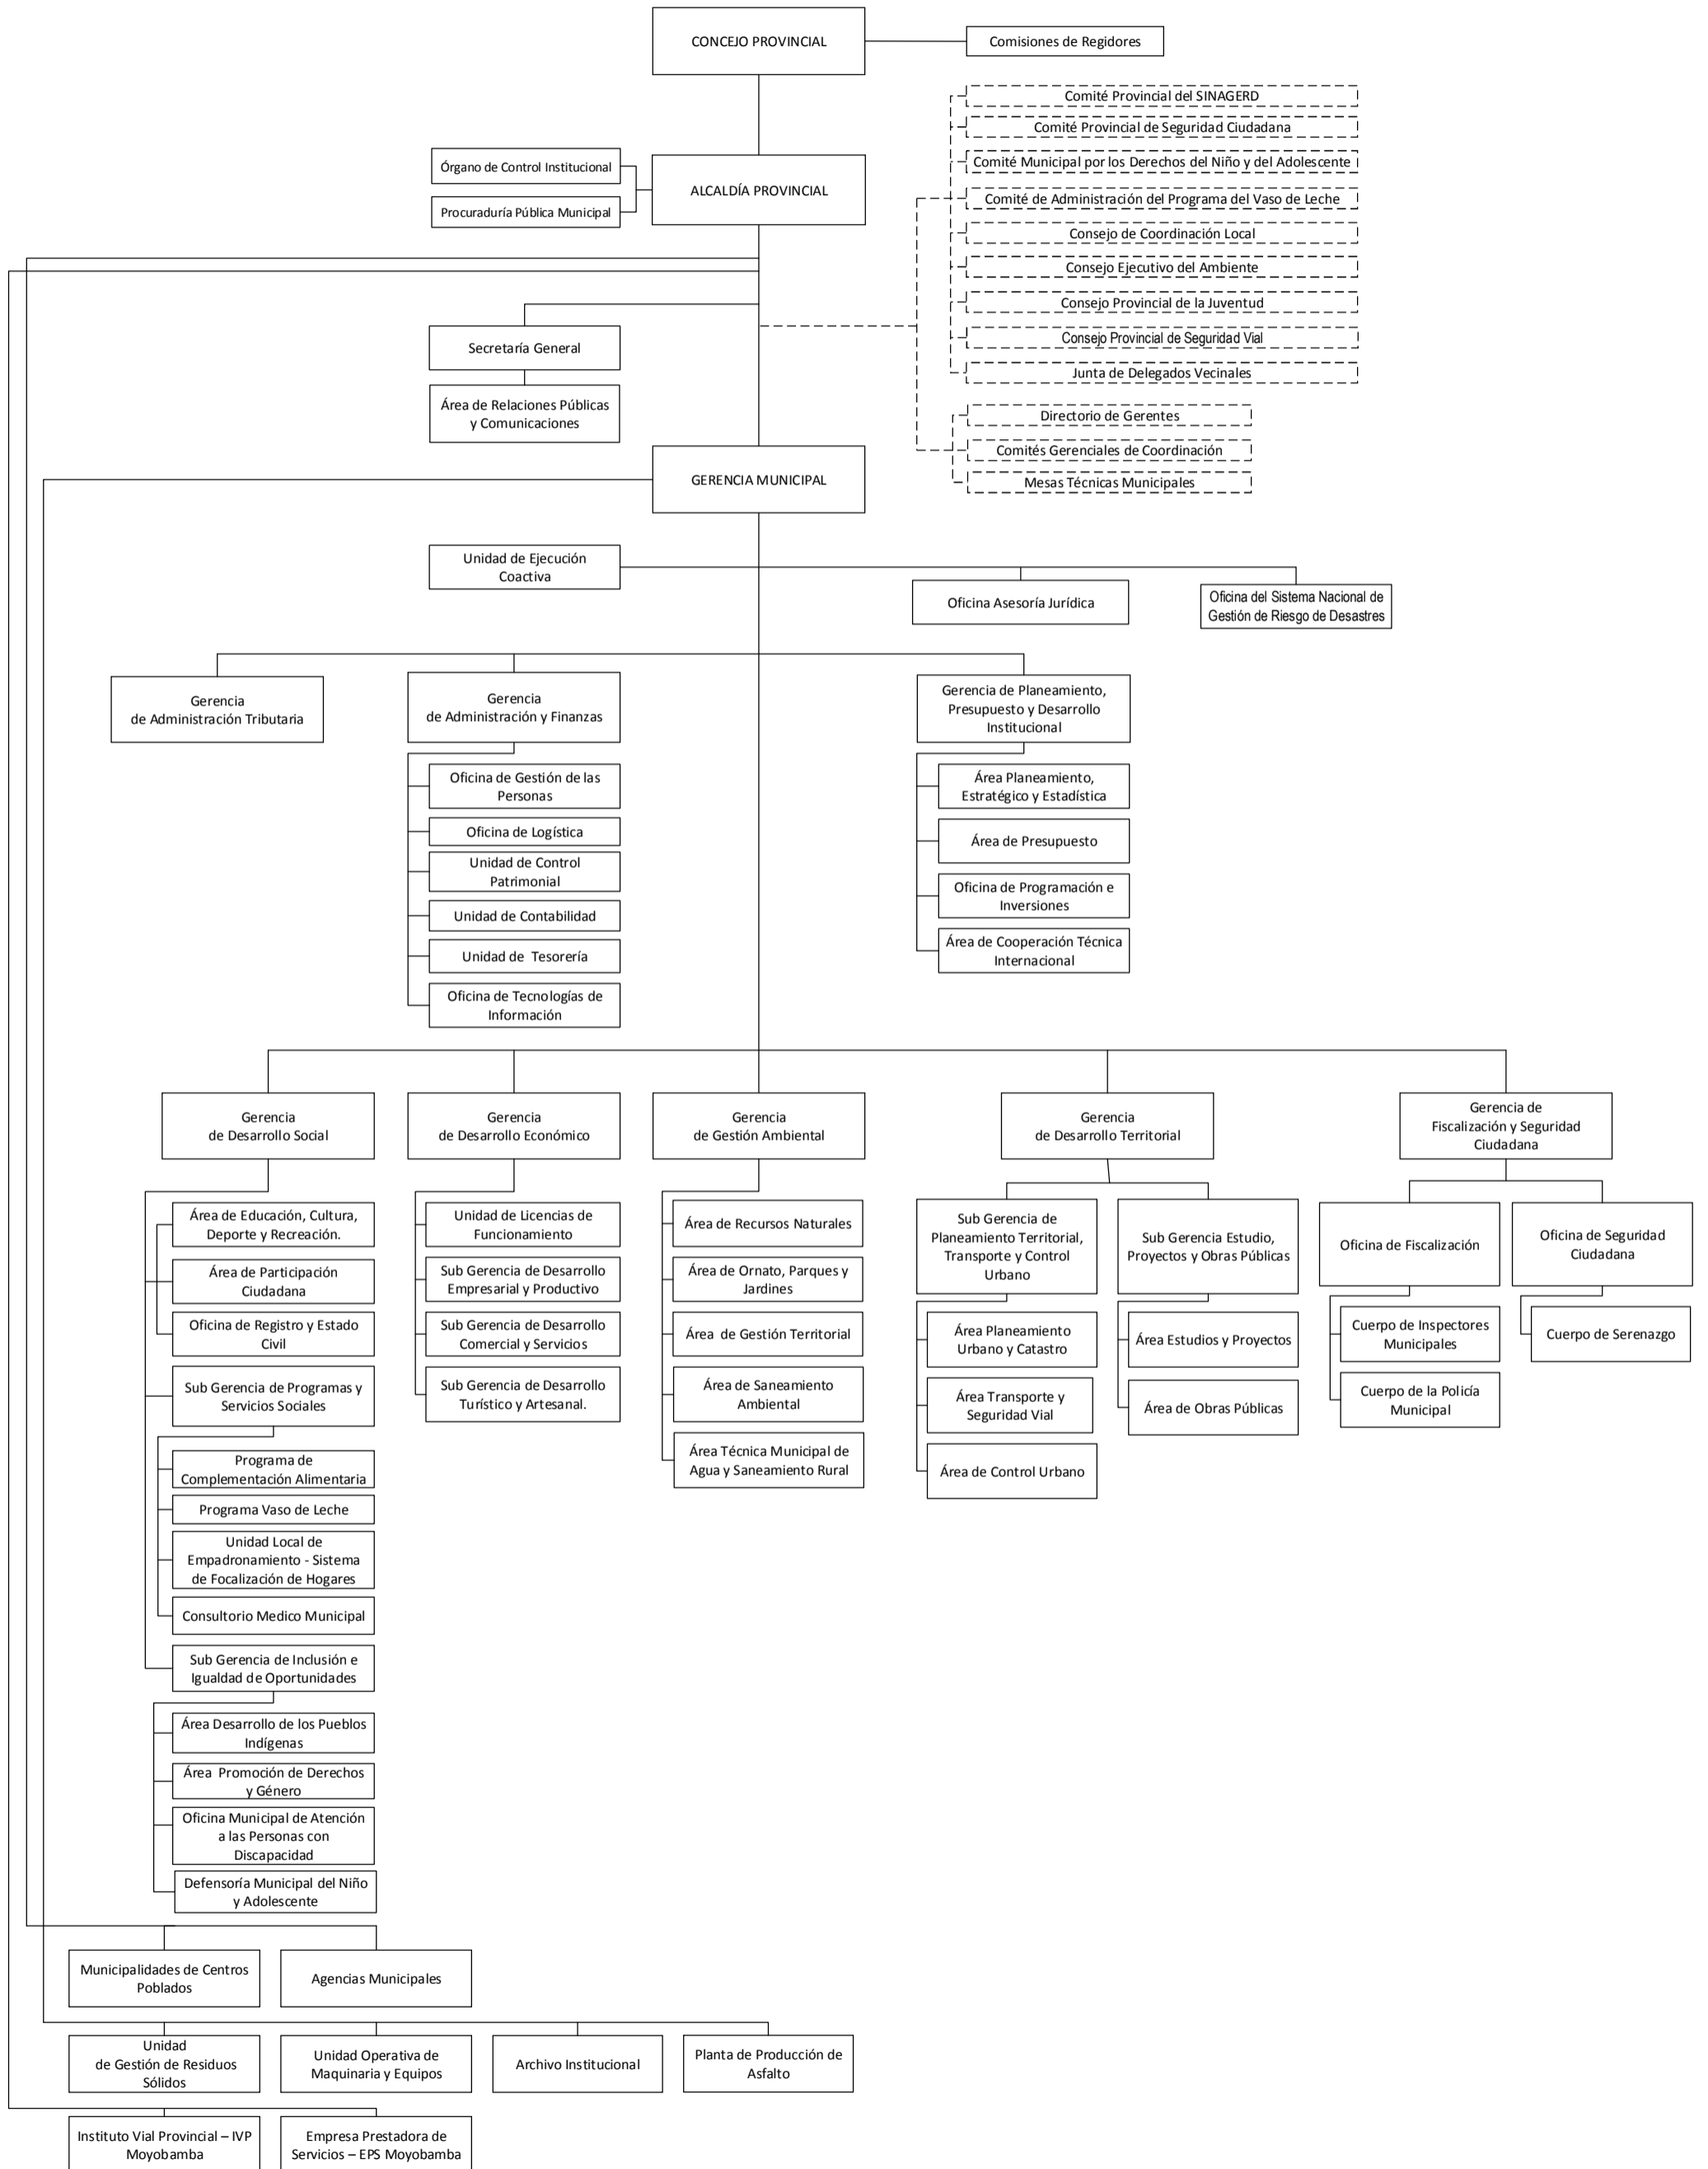 CONCEJO PROVINCIAL
Comisiones de Regidores
Comité Provincial del SINAGERD
Comité Provincial de Seguridad Ciudadana
Comité Municipal por los Derechos del Niño y del Adolescente
Comité de Administración del Programa del Vaso de Leche
Consejo de Coordinación Local
Consejo Ejecutivo del Ambiente
Consejo Provincial de la Juventud
Consejo Provincial de Seguridad Vial
Junta de Delegados Vecinales
Directorio de Gerentes
Comités Gerenciales de Coordinación
Mesas Técnicas Municipales
Órgano de Control Institucional
Procuraduría Pública Municipal
ALCALDÍA PROVINCIAL
Secretaría General
Área de Relaciones Públicas
y Comunicaciones
GERENCIA MUNICIPAL
Unidad de Ejecución
Coactiva
Oficina Asesoría Jurídica
Oficina del Sistema Nacional de
Gestión de Riesgo de Desastres
Gerencia
de Administración Tributaria
Gerencia
de Administración y Finanzas
Oficina de Gestión de las
Personas
Oficina de Logística
Unidad de Control
Patrimonial
Unidad de Contabilidad
Unidad de Tesorería
Oficina de Tecnologías de
Información
Gerencia de Planeamiento,
Presupuesto y Desarrollo
Institucional
Área Planeamiento,
Estratégico y Estadística
Área de Presupuesto
Oficina de Programación e
Inversiones
Área de Cooperación Técnica
Internacional
Gerencia
de Desarrollo Social
Área de Educación, Cultura,
Deporte y Recreación.
Área de Participación
Ciudadana
Oficina de Registro y Estado
Civil
Sub Gerencia de Programas y
Servicios Sociales
Programa de
Complementación Alimentaria
Programa Vaso de Leche
Unidad Local de
Empadronamiento - Sistema
de Focalización de Hogares
Consultorio Medico Municipal
Sub Gerencia de Inclusión e
Igualdad de Oportunidades
Área Desarrollo de los Pueblos
Indígenas
Área Promoción de Derechos
y Género
Oficina Municipal de Atención
a las Personas con
Discapacidad
Defensoría Municipal del Niño
y Adolescente
Gerencia
de Desarrollo Económico
Unidad de Licencias de
Funcionamiento
Sub Gerencia de Desarrollo
Empresarial y Productivo
Sub Gerencia de Desarrollo
Comercial y Servicios
Sub Gerencia de Desarrollo
Turístico y Artesanal.
Gerencia
de Gestión Ambiental
Área de Recursos Naturales
Área de Ornato, Parques y
Jardines
Área de Gestión Territorial
Área de Saneamiento
Ambiental
Área Técnica Municipal de
Agua y Saneamiento Rural
Gerencia
de Desarrollo Territorial
Sub Gerencia de
Planeamiento Territorial,
Transporte y Control
Urbano
Área Planeamiento
Urbano y Catastro
Área Transporte y
Seguridad Vial
Área de Control Urbano
Sub Gerencia Estudio,
Proyectos y Obras Públicas
Área Estudios y Proyectos
Área de Obras Públicas
Gerencia de
Fiscalización y Seguridad
Ciudadana
Oficina de Fiscalización
Cuerpo de Inspectores
Municipales
Cuerpo de la Policía
Municipal
Oficina de Seguridad
Ciudadana
Cuerpo de Serenazgo
Municipalidades de Centros
Poblados
Agencias Municipales
Unidad
de Gestión de Residuos
Sólidos
Unidad Operativa de
Maquinaria y Equipos
Archivo Institucional
Planta de Producción de
Asfalto
Instituto Vial Provincial – IVP
Moyobamba
Empresa Prestadora de
Servicios – EPS Moyobamba